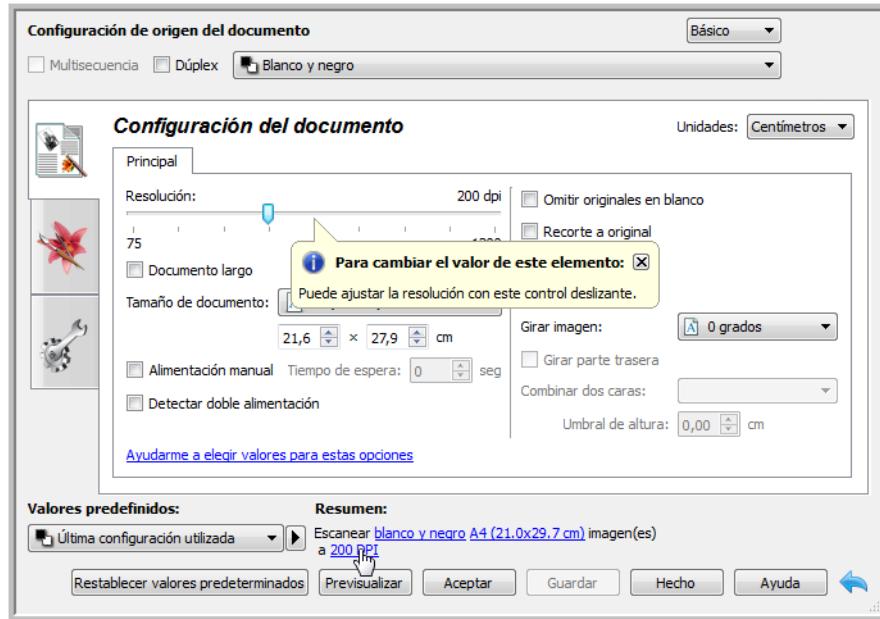 Configuración de origen del documento
Básico
Multisecuencia
Dúplex
Blanco y negro
Configuración del documento
Unidades:
Centímetros
Principal
Resolución:
200 dpi
75
Omitir originales en blanco
Recorte a original
Para cambiar el valor de este elemento:
Puede ajustar la resolución con este control deslizante.
Documento largo
Tamaño de documento:
21,6 × 27,9 cm
Girar imagen:
0 grados
Alimentación manual
Tiempo de espera:
0 seg
Girar parte trasera
Detectar doble alimentación
Combinar dos caras:
Umbral de altura:
0,00 cm
Ayudarme a elegir valores para estas opciones
Valores predefinidos:
Resumen:
Última configuración utilizada
Escanear blanco y negro A4 (21.0x29.7 cm) imagen(es)
a 200 DPI
Restablecer valores predeterminados
Previsualizar
Aceptar
Guardar
Hecho
Ayuda